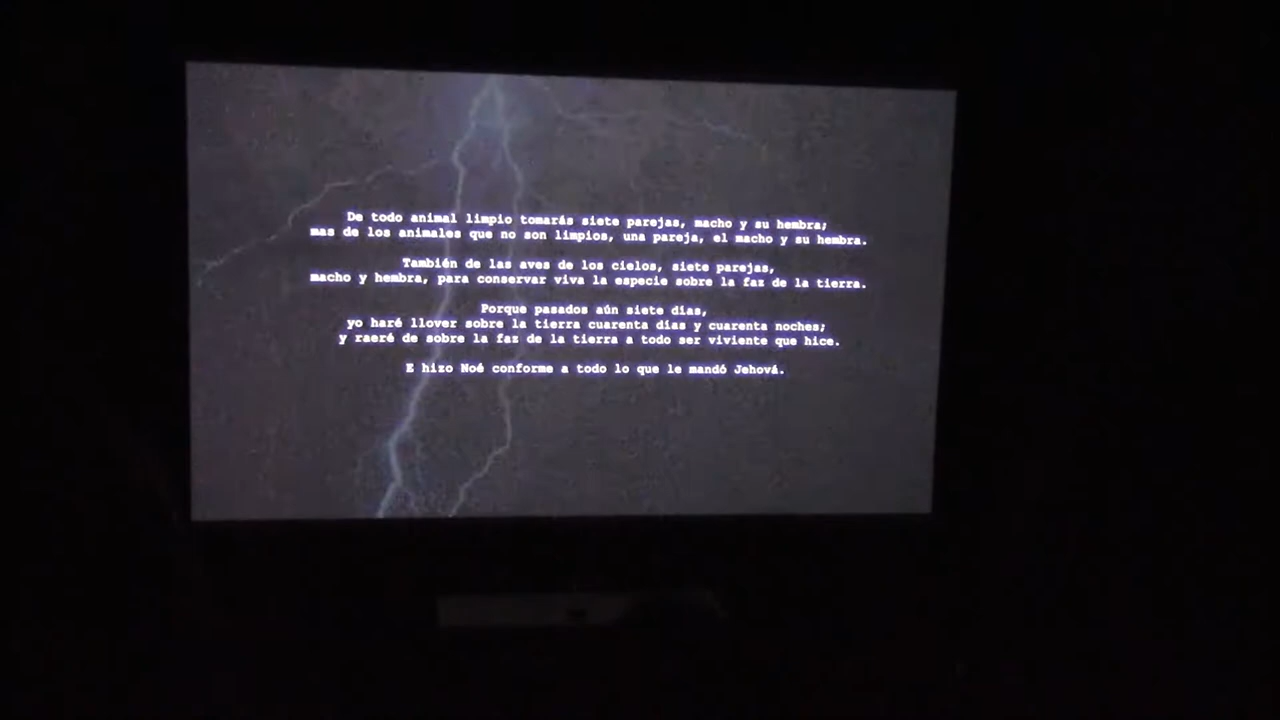 De todo animal limpio tomarás siete parejas, macho y su hembra;
mas de los animales que no son limpios, una pareja, el macho y su hembra.
También de las aves de los cielos, siete parejas,
macho y hembra, para conservar viva la especie sobre la faz de la tierra.
Porque pasados aún siete días,
yo haré llover sobre la tierra cuarenta días y cuarenta noches;
y raeré de sobre la faz de la tierra a todo ser viviente que hice.
E hizo Noé conforme a todo lo que le mandó Jehová.